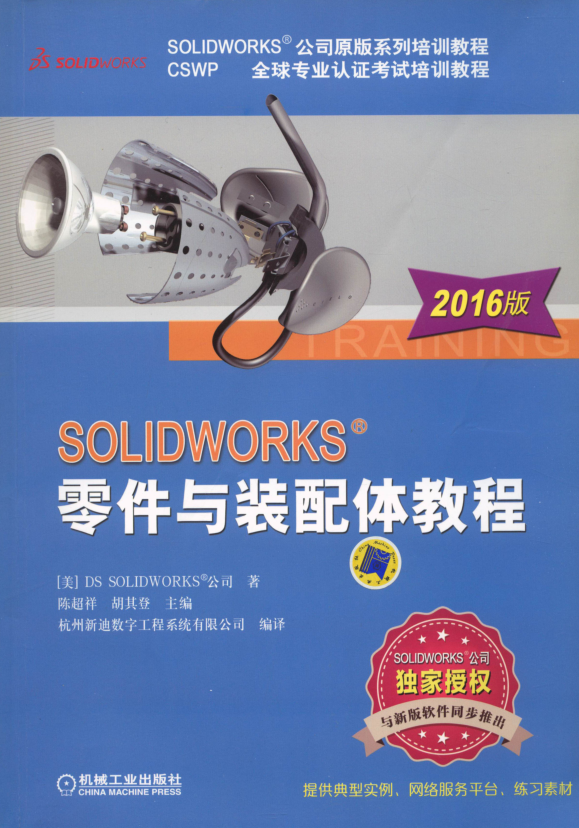 SOLIDWORKS® 公司原版系列培训教程
CSWP 全球专业认证考试培训教程
SOLIDWORKS
2016版
TRAINING
SOLIDWORKS®
零件与装配体教程
[美] DS SOLIDWORKS®公司 著
陈超祥 胡其登 主编
杭州新迪数字工程系统有限公司 编译
SOLIDWORKS®公司
独家授权
与新版软件同步推出
机械工业出版社
CHINA MACHINE PRESS
提供典型实例、网络服务平台、练习素材